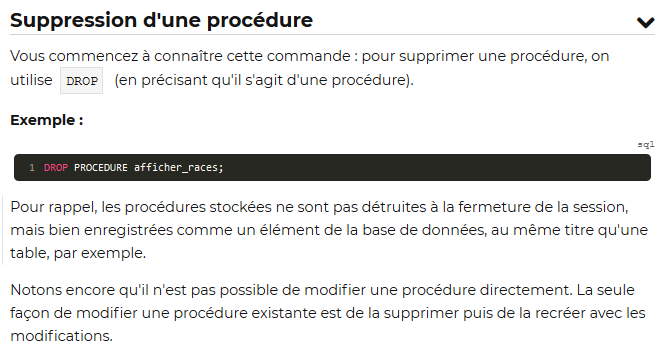 Suppression d'une procédure
Vous commencez à connaître cette commande : pour supprimer une procédure, on
utilise DROP (en précisant qu'il s'agit d'une procédure).
Exemple :
sql
1 DROP PROCEDURE afficher_races;
Pour rappel, les procédures stockées ne sont pas détruites à la fermeture de la session,
mais bien enregistrées comme un élément de la base de données, au même titre qu'une
table, par exemple.
Notons encore qu'il n'est pas possible de modifier une procédure directement. La seule
façon de modifier une procédure existante est de la supprimer puis de la recréer avec les
modifications.